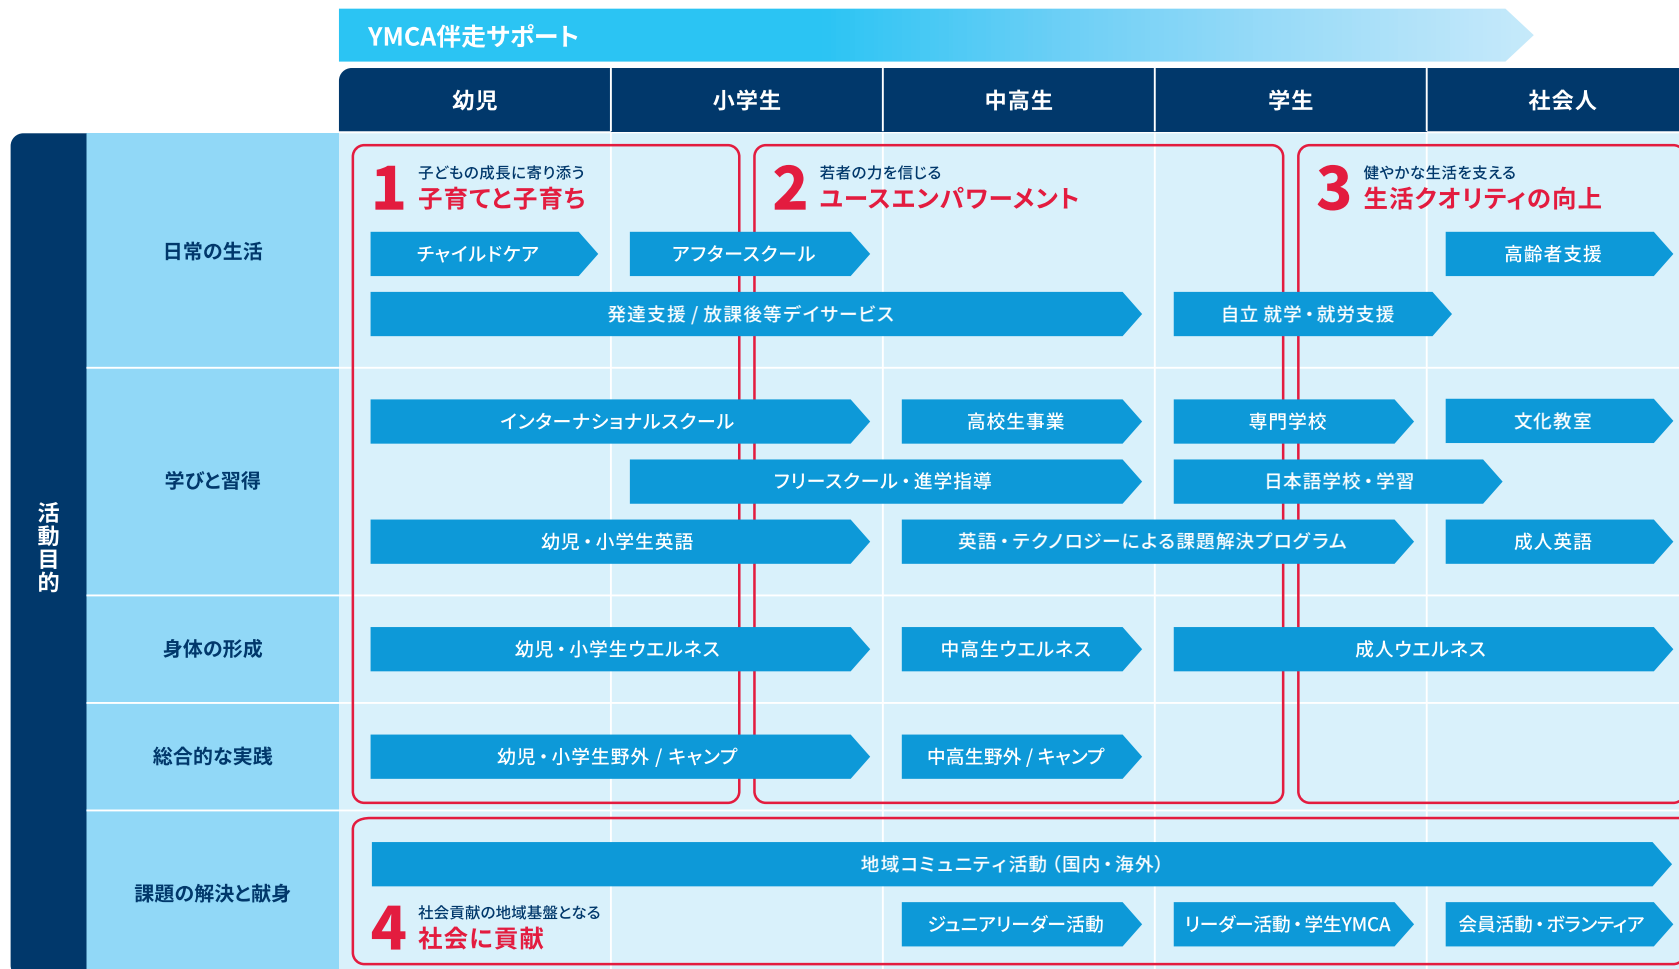 YMCA伴走サポート
幼児 小学生 中高生 学生 社会人
活動目的
日常の生活
1 子どもの成長に寄り添う
子育てと子育ち
2 若者の力を信じる
ユースエンパワーメント
3 健やかな生活を支える
生活クオリティの向上
チャイルドケア アフタースクール 高齢者支援
発達支援 / 放課後等デイサービス 自立 就学・就労支援
学びと習得
インターナショナルスクール 高校生事業 専門学校 文化教室
フリースクール・進学指導 日本語学校・学習
幼児・小学生英語 英語・テクノロジーによる課題解決プログラム 成人英語
身体の形成
幼児・小学生ウエルネス 中高生ウエルネス 成人ウエルネス
総合的な実践
幼児・小学生野外 / キャンプ 中高生野外 / キャンプ
課題の解決と献身
地域コミュニティ活動（国内・海外）
4 社会貢献の地域基盤となる
社会に貢献
ジュニアリーダー活動 リーダー活動・学生YMCA 会員活動・ボランティア